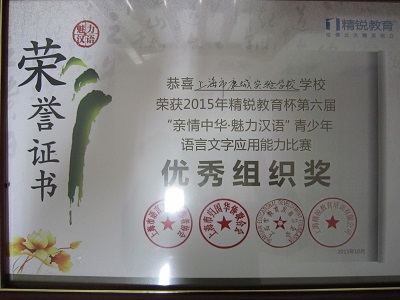 魅力
汉语
精锐教育
荣誉证书
恭喜上海市康城实验学校学校
荣获2015年精锐教育杯第六届
“亲情中华·魅力汉语”青少年
语言文字应用能力比赛
优秀组织奖